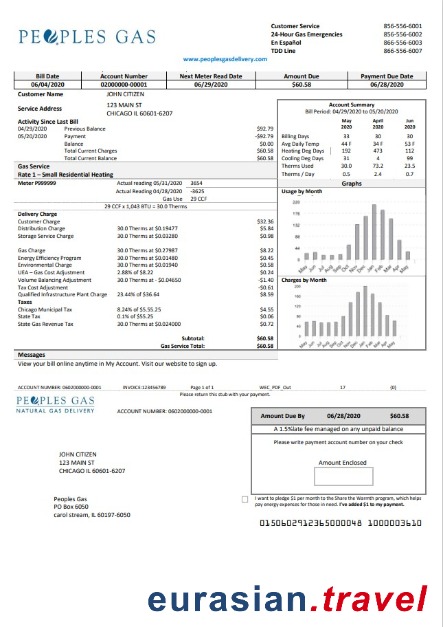 PEOPLES GAS
Customer Service 856-556-6001
24-Hour Gas Emergencies 856-556-6002
En Español 866-556-6003
TDD Line 866-556-6007
www.peoplesgasdelivery.com
Bill Date Account Number Next Meter Read Date Amount Due Payment Due Date
06/04/2020 02000000-00001 06/29/2020 $60.58 06/28/2020
Customer Name JOHN CITIZEN
Service Address 123 MAIN ST
CHICAGO IL 60601-6207
Activity Since Last Bill
04/29/2020 Previous Balance $92.79
05/20/2020 Payment -$92.79
Balance $0.00
Total Current Charges $60.58
Total Current Balance $60.58
Gas Service
Rate 1 – Small Residential Heating
Meter P999999 Actual reading 05/31/2020 3654
Actual Reading 04/28/2020 -3625
Gas Use 29 CCF
29 CCF x 1,043 BTU = 30.0 Therms
Delivery Charge
Customer Charge $32.36
Distribution Charge 30.0 Therms at $0.19477 $5.84
Storage Service Charge 30.0 Therms at $0.03280 $0.98
Gas Charge 30.0 Therms at $0.27987 $8.22
Energy Efficiency Program 30.0 Therms at $0.01480 $0.45
Environmental Charge 30.0 Therms at $0.01940 $0.58
UEA – Gas Cost Adjustment 2.88% of $8.22 $0.24
Volume Balancing Adjustment 30.0 Therms at - $0.04650 -$1.40
Tax Cost Adjustment -$0.61
Qualified Infrastructure Plant Charge 23.44% of $36.64 $8.59
Taxes
Chicago Municipal Tax 8.24% of $5.55.25 $4.55
State Tax 0.1% of $55.25 $0.06
State Gas Revenue Tax 30.0 Therms at $0.024000 $0.72
Subtotal: $60.58
Gas Service Total: $60.58
Account Summary
Bill Period: 04/29/2020 to 05/20/2020
May April Jun
2020 2020 2020
Billing Days 33 30 30
Avg Daily Temp 44 F 34 F 53 F
Heating Deg Days 192 473 112
Cooling Deg Days 31 4 99
Therms Used 30.0 73.2 23.5
Therms / Day 0.5 2.4 0.7
Graphs
Usage by Month
Charges by Month
Messages
View your bill online anytime in My Account. Visit our website to sign up.
ACCOUNT NUMBER: 0602000000-0001 INVOICE:123456789 Page 1 of 1 WEC_PDF_Out 17 (0)
Please return this stub with your payment.
PEOPLES GAS
NATURAL GAS DELIVERY
ACCOUNT NUMBER: 0602000000-0001
Amount Due By 06/28/2020 $60.58
A 1.5%late fee managed on any unpaid balance
Please write payment account number on your check
Amount Enclosed
JOHN CITIZEN
123 MAIN ST
CHICAGO IL 60601-6207
Peoples Gas
PO Box 6050
carol stream, IL 60197-6050
I want to pledge $1 per month to the Share the Warmth program, which helps
pay energy expenses for those in need. I've added $1 to my payment.
0150602912365000048 1000003610
eurasian.travel